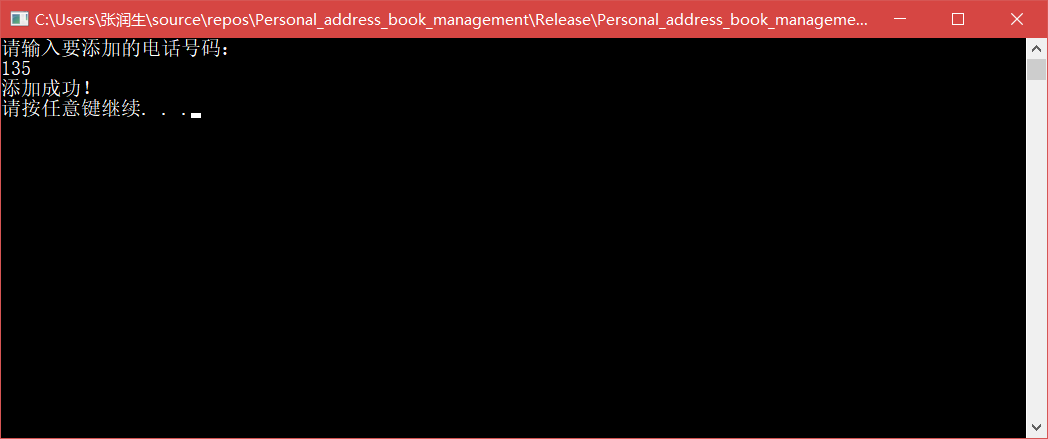 C:\Users\张润生\source\repos\Personal_address_book_management\Release\Personal_address_book_manageme...
请输入要添加的电话号码：
135
添加成功！
请按任意键继续. . .